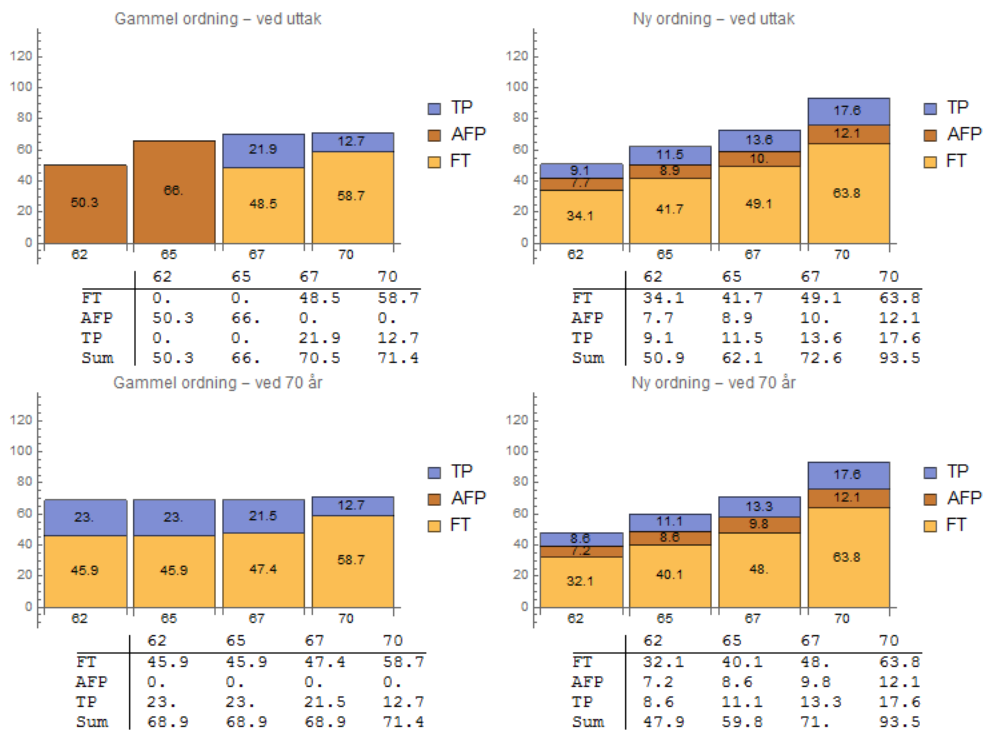 Gammel ordning – ved uttak
120
100
80
60
40
20
0
50.3
66.
21.9
48.5
12.7
58.7
62 65 67 70
TP
AFP
FT
62 65 67 70
FT 0. 0. 48.5 58.7
AFP 50.3 66. 0. 0.
TP 0. 0. 21.9 12.7
Sum 50.3 66. 70.5 71.4
Ny ordning – ved uttak
120
100
80
60
40
20
0
9.1
7.7
34.1
11.5
8.9
41.7
13.6
10.
49.1
17.6
12.1
63.8
62 65 67 70
TP
AFP
FT
62 65 67 70
FT 34.1 41.7 49.1 63.8
AFP 7.7 8.9 10. 12.1
TP 9.1 11.5 13.6 17.6
Sum 50.9 62.1 72.6 93.5
Gammel ordning – ved 70 år
120
100
80
60
40
20
0
23.
45.9
23.
45.9
21.5
47.4
12.7
58.7
62 65 67 70
TP
AFP
FT
62 65 67 70
FT 45.9 45.9 47.4 58.7
AFP 0. 0. 0. 0.
TP 23. 23. 21.5 12.7
Sum 68.9 68.9 68.9 71.4
Ny ordning – ved 70 år
120
100
80
60
40
20
0
8.6
7.2
32.1
11.1
8.6
40.1
13.3
9.8
48.
17.6
12.1
63.8
62 65 67 70
TP
AFP
FT
62 65 67 70
FT 32.1 40.1 48. 63.8
AFP 7.2 8.6 9.8 12.1
TP 8.6 11.1 13.3 17.6
Sum 47.9 59.8 71. 93.5